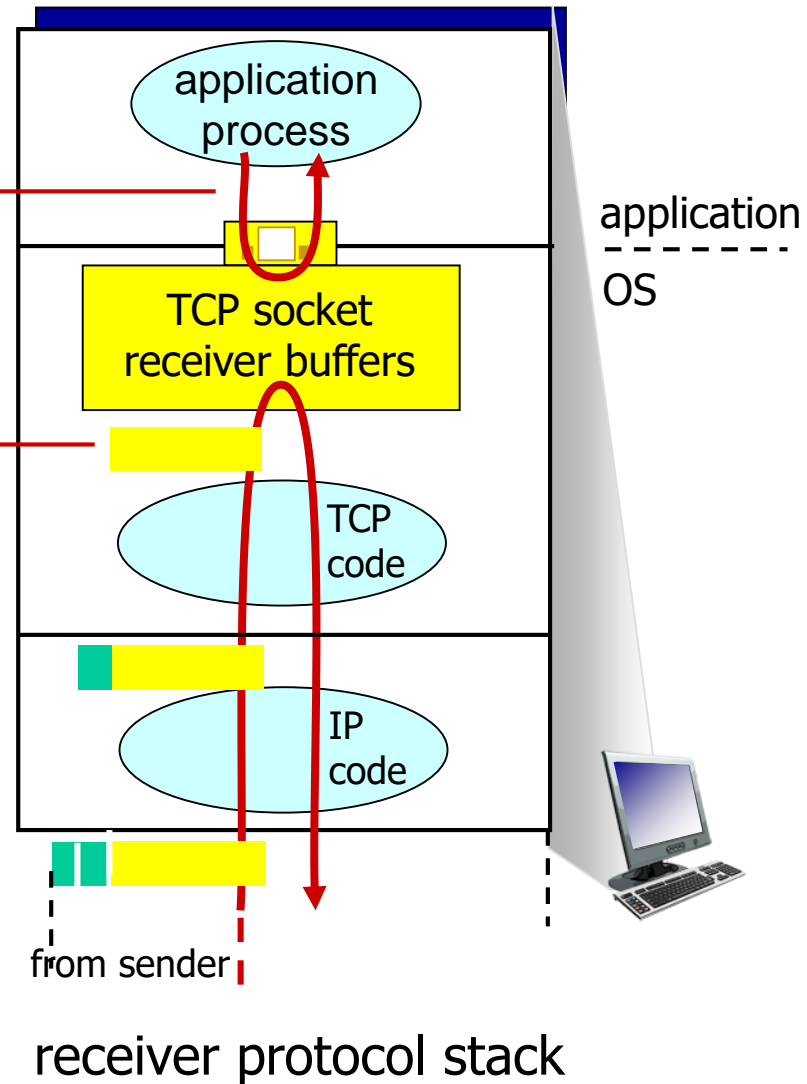 application
process
application
OS
TCP socket
receiver buffers
TCP
code
IP
code
from sender
receiver protocol stack